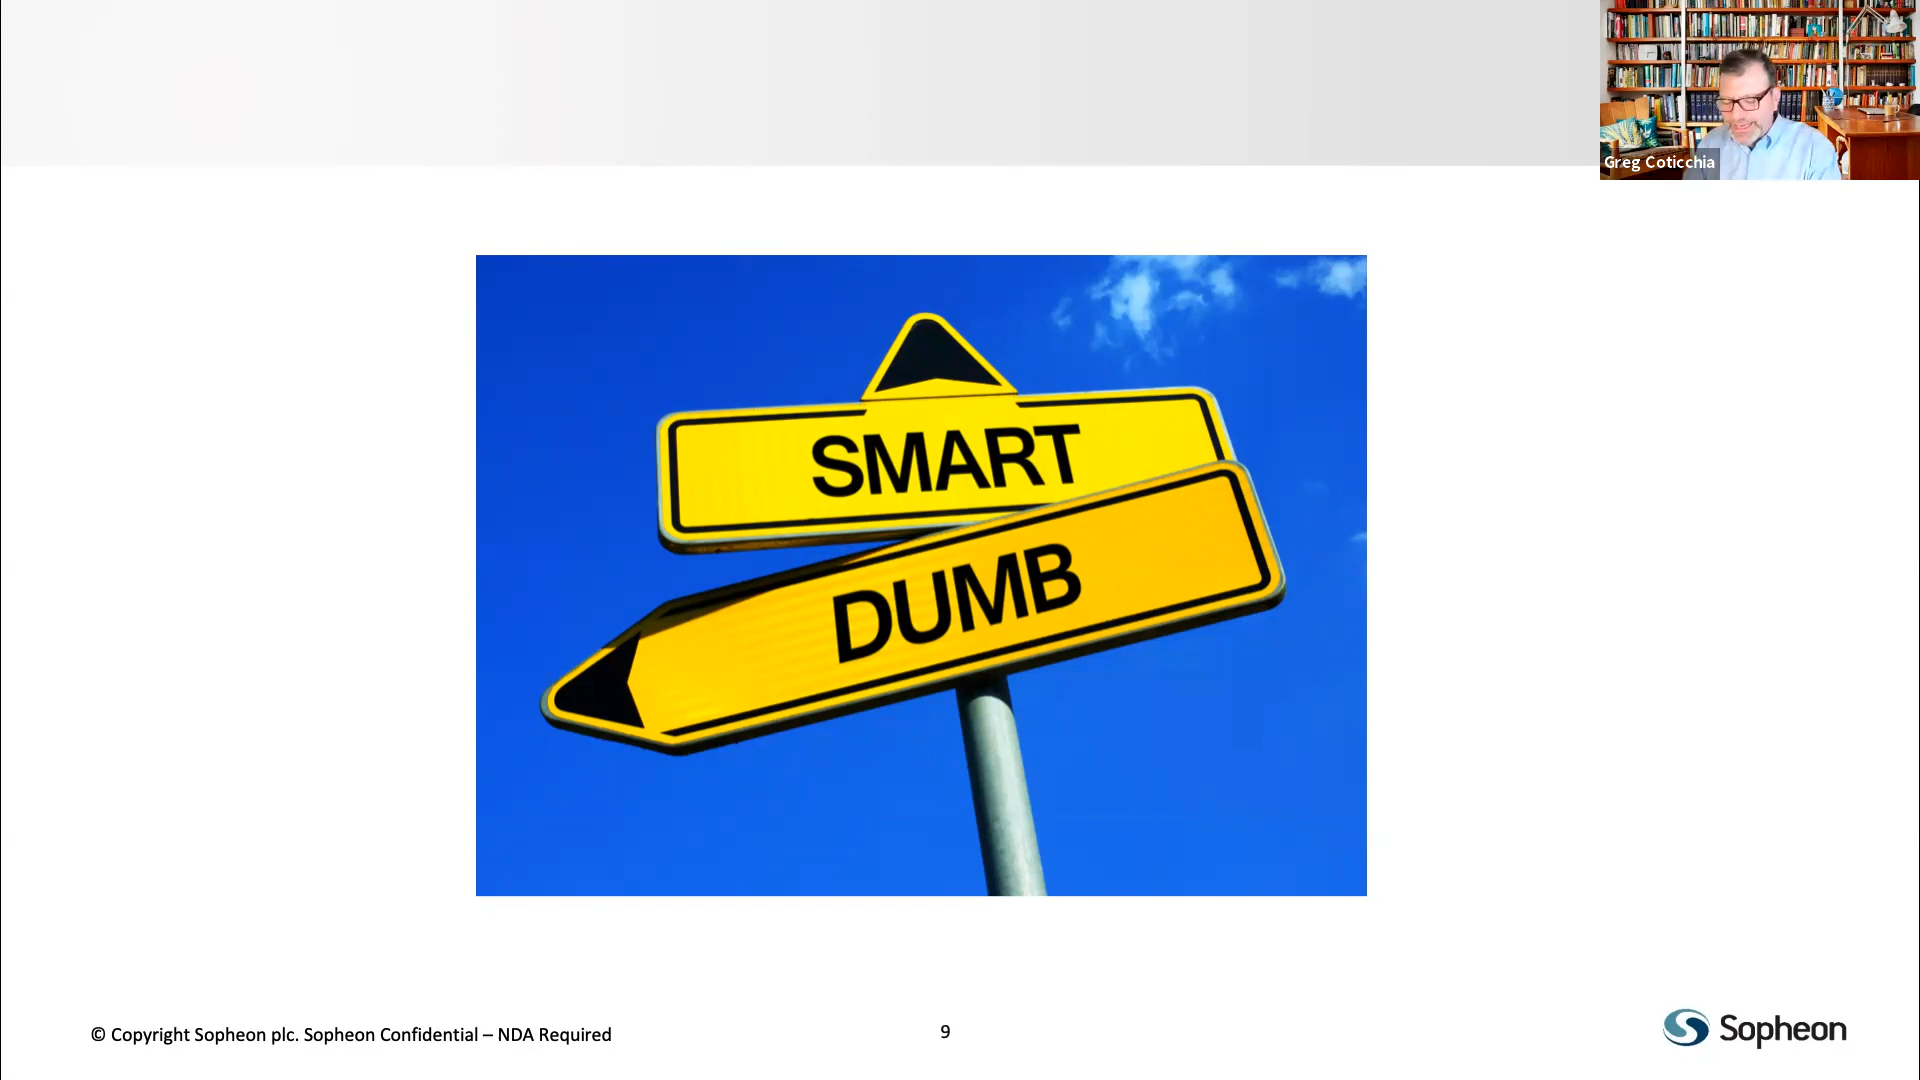 Greg Coticchia
SMART
DUMB
© Copyright Sopheon plc. Sopheon Confidential – NDA Required
9
Sopheon